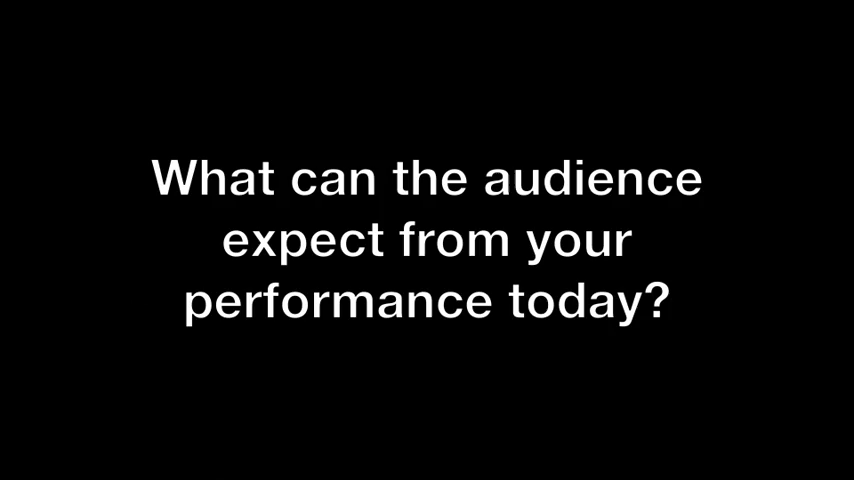 What can the audience
expect from your
performance today?